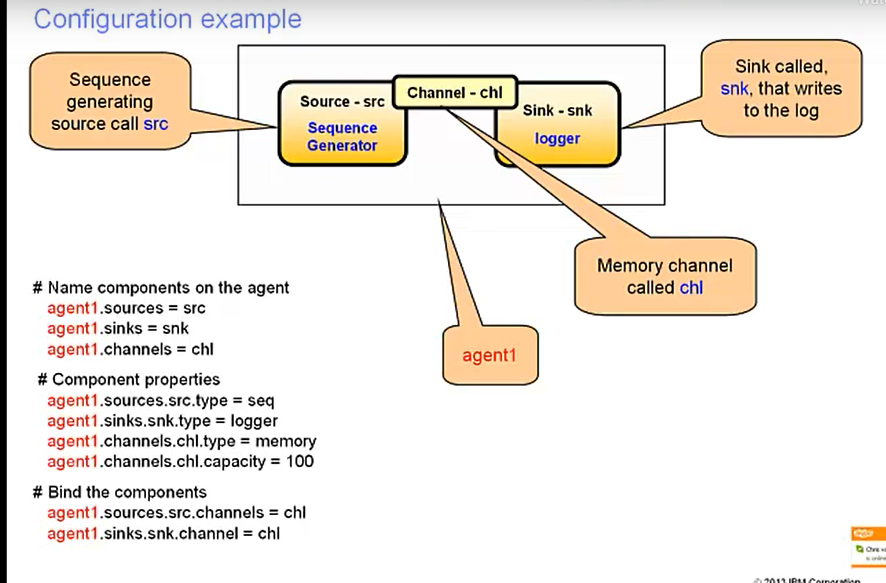 Configuration example
Sequence
generating
source call src
Source - src
Sequence
Generator
Channel - chl
Sink - snk
logger
Sink called,
snk, that writes
to the log
Memory channel
called chl
agent1
# Name components on the agent
agent1.sources = src
agent1.sinks = snk
agent1.channels = chl
# Component properties
agent1.sources.src.type = seq
agent1.sinks.snk.type = logger
agent1.channels.chl.type = memory
agent1.channels.chl.capacity = 100
# Bind the components
agent1.sources.src.channels = chl
agent1.sinks.snk.channel = chl
© 2013 IBM Corporation